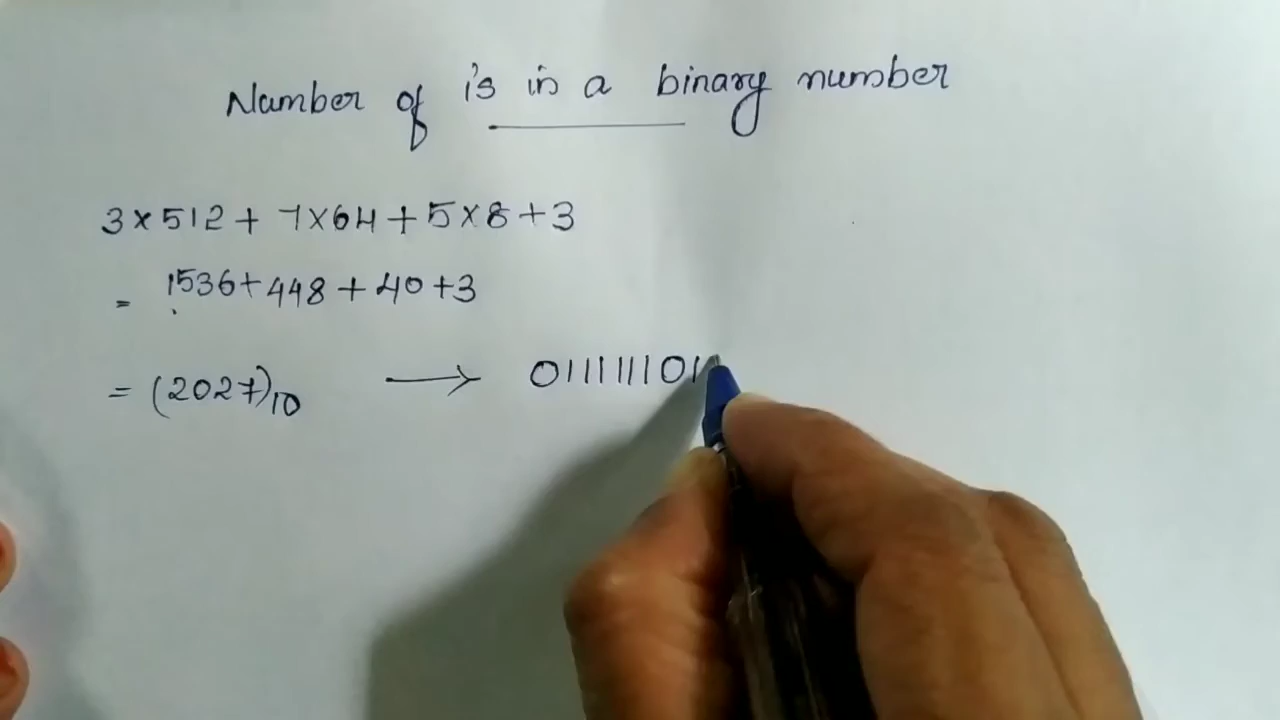 Number of 1's in a binary number
3×512+ 7×64+5×8+3
= 1536+448+40+3
= (2027)10 → 0111111011